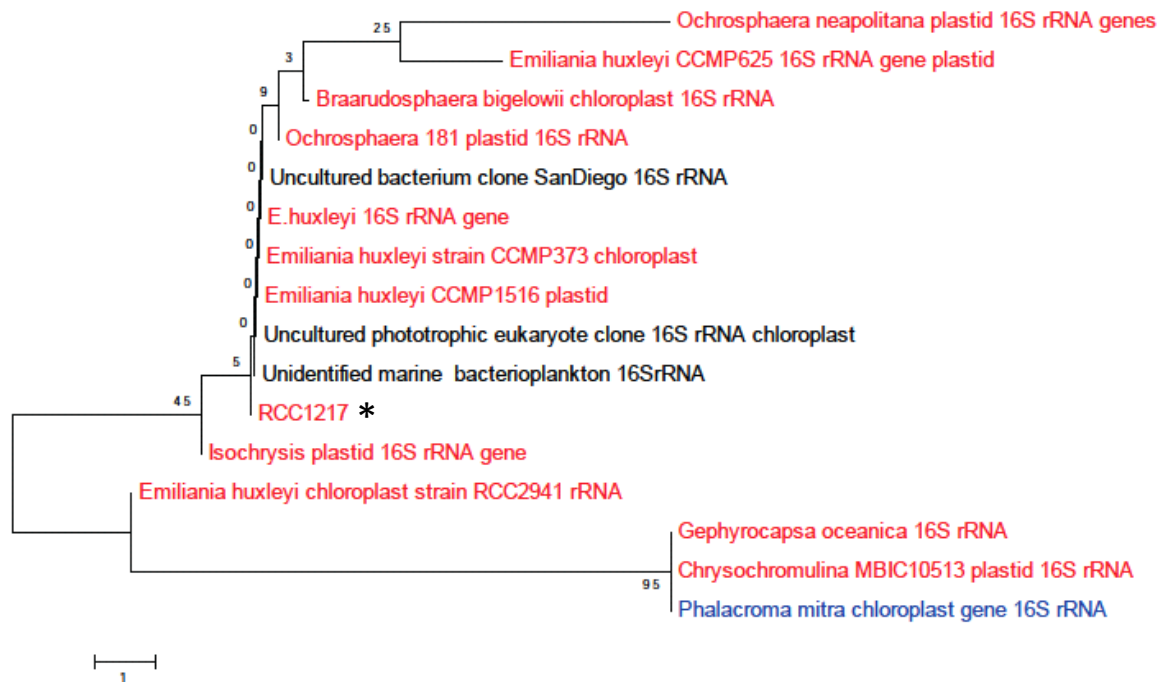 Ochrosphaera neapolitana plastid 16S rRNA genes
25
Emiliania huxleyi CCMP625 16S rRNA gene plastid
3
Braarudosphaera bigelowii chloroplast 16S rRNA
9
Ochrosphaera 181 plastid 16S rRNA
0
Uncultured bacterium clone SanDiego 16S rRNA
0
E.huxleyi 16S rRNA gene
0
Emiliania huxleyi strain CCMP373 chloroplast
0
Emiliania huxleyi CCMP1516 plastid
0
Uncultured phototrophic eukaryote clone 16S rRNA chloroplast
0
Unidentified marine bacterioplankton 16SrRNA
5
RCC1217 *
45
Isochrysis plastid 16S rRNA gene
Emiliania huxleyi chloroplast strain RCC2941 rRNA
Gephyrocapsa oceanica 16S rRNA
Chrysochromulina MBIC10513 plastid 16S rRNA
95
Phalacroma mitra chloroplast gene 16S rRNA
1